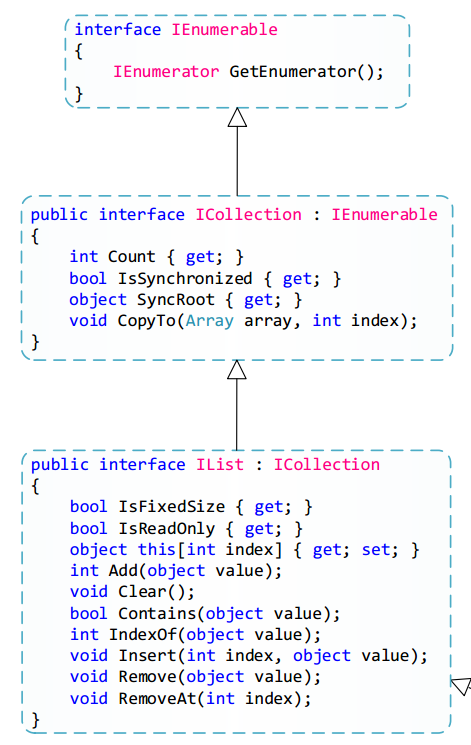 interface IEnumerable
{
    IEnumerator GetEnumerator();
}
public interface ICollection : IEnumerable
{
    int Count { get; }
    bool IsSynchronized { get; }
    object SyncRoot { get; }
    void CopyTo(Array array, int index);
}
public interface IList : ICollection
{
    bool IsFixedSize { get; }
    bool IsReadOnly { get; }
    object this[int index] { get; set; }
    int Add(object value);
    void Clear();
    bool Contains(object value);
    int IndexOf(object value);
    void Insert(int index, object value);
    void Remove(object value);
    void RemoveAt(int index);
}